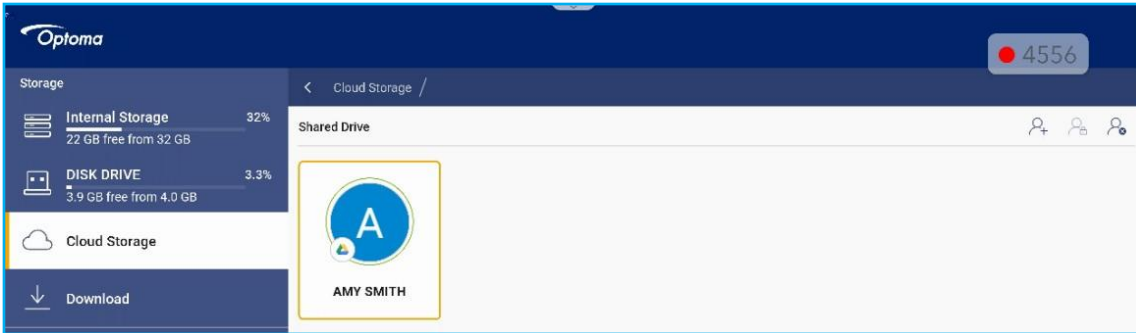 Optoma
4556
Storage
Cloud Storage /
Internal Storage 32%
22 GB free from 32 GB
Shared Drive
DISK DRIVE 3.3%
3.9 GB free from 4.0 GB
Cloud Storage
A
AMY SMITH
Download